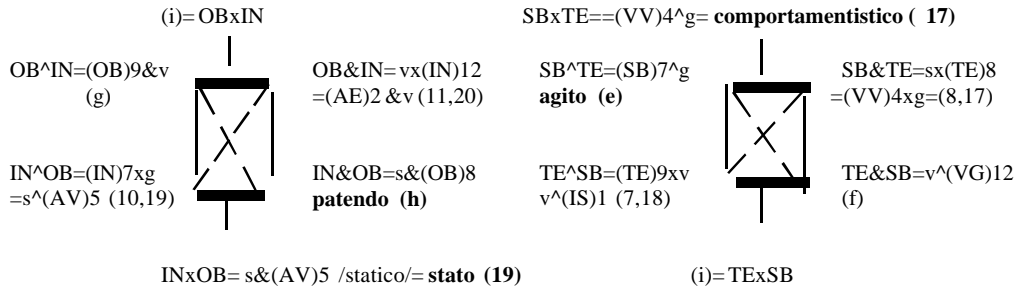 (i)= OBxIN
SBxTE==(VV)4^g= comportamentistico ( 17)
OB^IN=(OB)9&v
(g)
OB&IN= vx(IN)12
=(AE)2 &v (11,20)
SB^TE=(SB)7^g
agito (e)
SB&TE=sx(TE)8
=(VV)4xg=(8,17)
IN^OB=(IN)7xg
=s^(AV)5 (10,19)
IN&OB=s&(OB)8
patendo (h)
TE^SB=(TE)9xv
v^(IS)1 (7,18)
TE&SB=v^(VG)12
(f)
INxOB= s&(AV)5 /statico/= stato (19)
(i)= TExSB